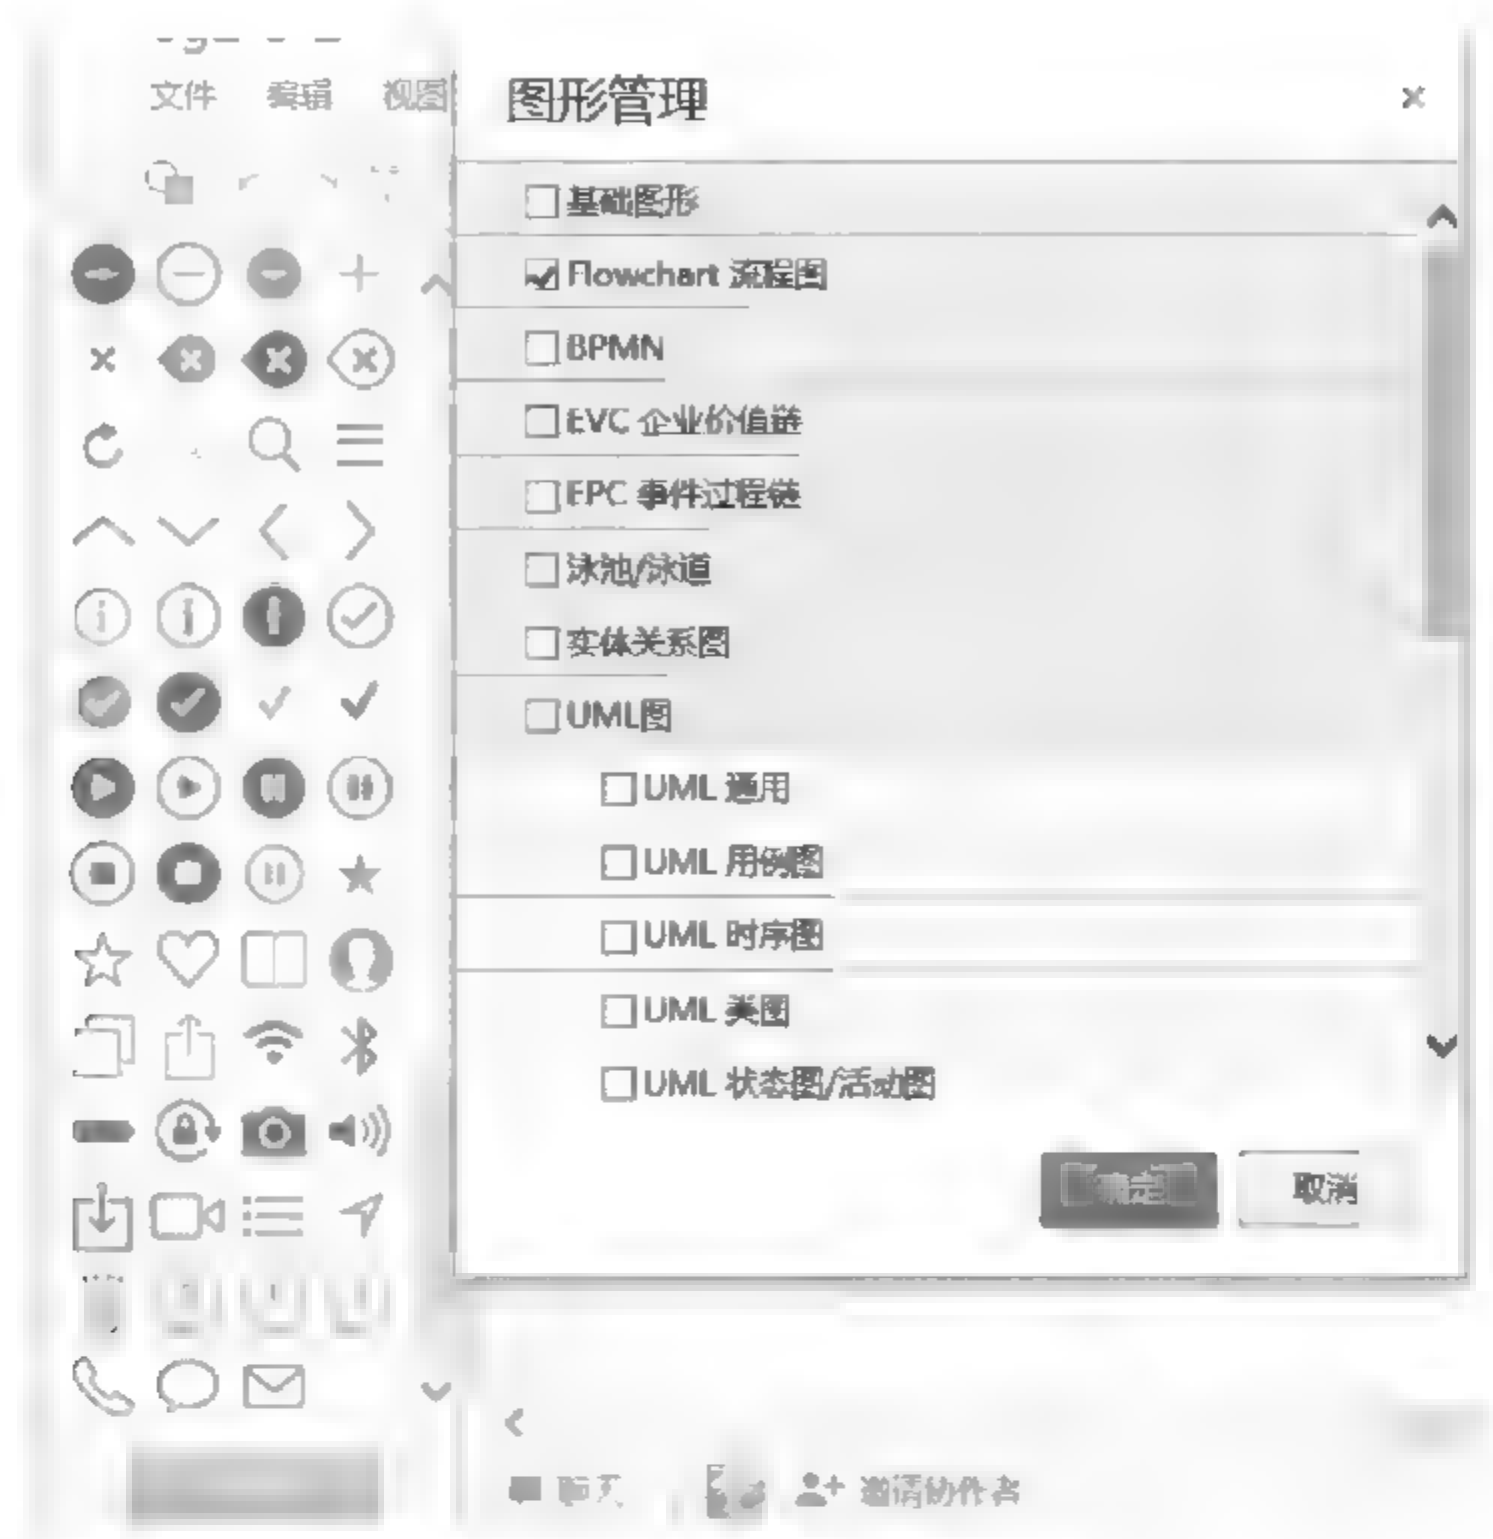 文件 编辑 视图
图形管理
基础图形
Flowchart 流程图
BPMN
EVC 企业价值链
EPC 事件过程链
泳池/泳道
实体关系图
UML图
UML 通用
UML 用例图
UML 时序图
UML 类图
UML 状态图/活动图
确定 取消
聊天 邀请协作者